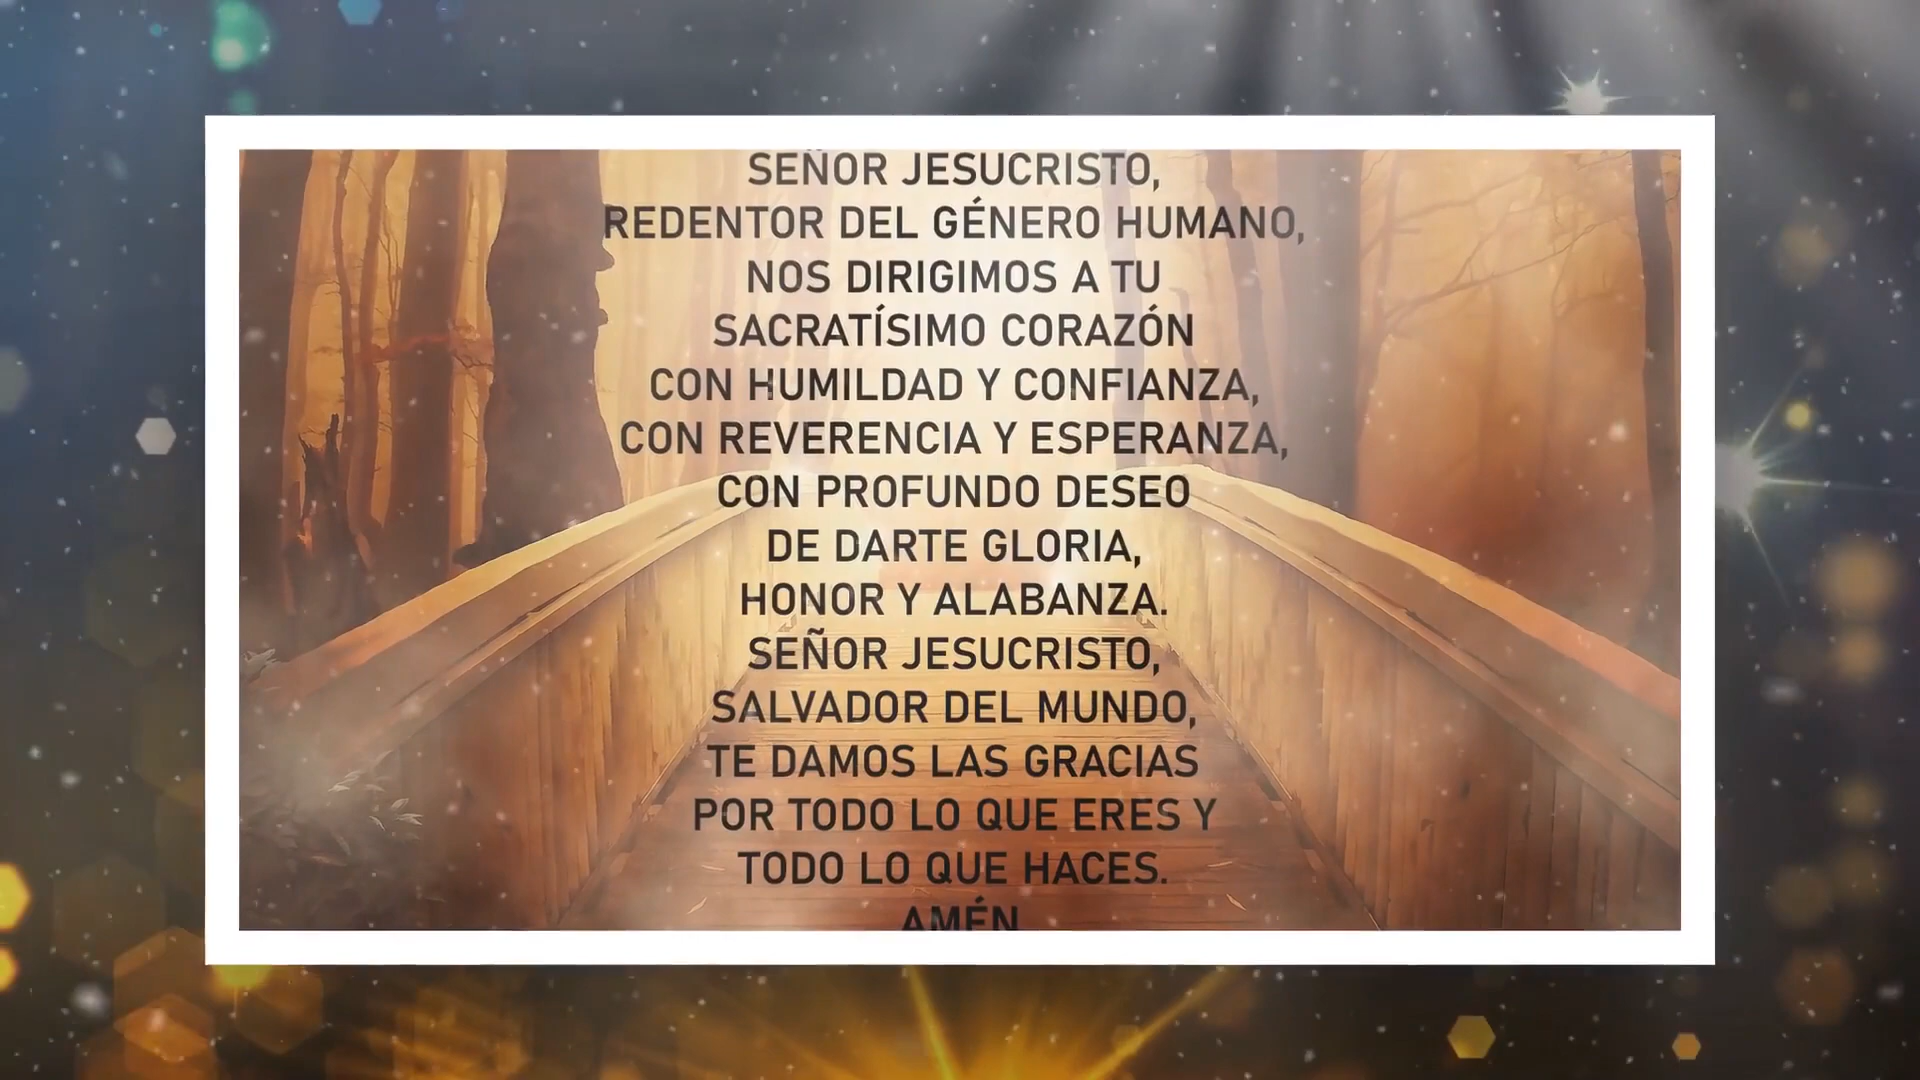 SEÑOR JESUCRISTO,
REDENTOR DEL GÉNERO HUMANO,
NOS DIRIGIMOS A TU
SACRATÍSIMO CORAZÓN
CON HUMILDAD Y CONFIANZA,
CON REVERENCIA Y ESPERANZA,
CON PROFUNDO DESEO
DE DARTE GLORIA,
HONOR Y ALABANZA.
SEÑOR JESUCRISTO,
SALVADOR DEL MUNDO,
TE DAMOS LAS GRACIAS
POR TODO LO QUE ERES Y
TODO LO QUE HACES.
AMÉN